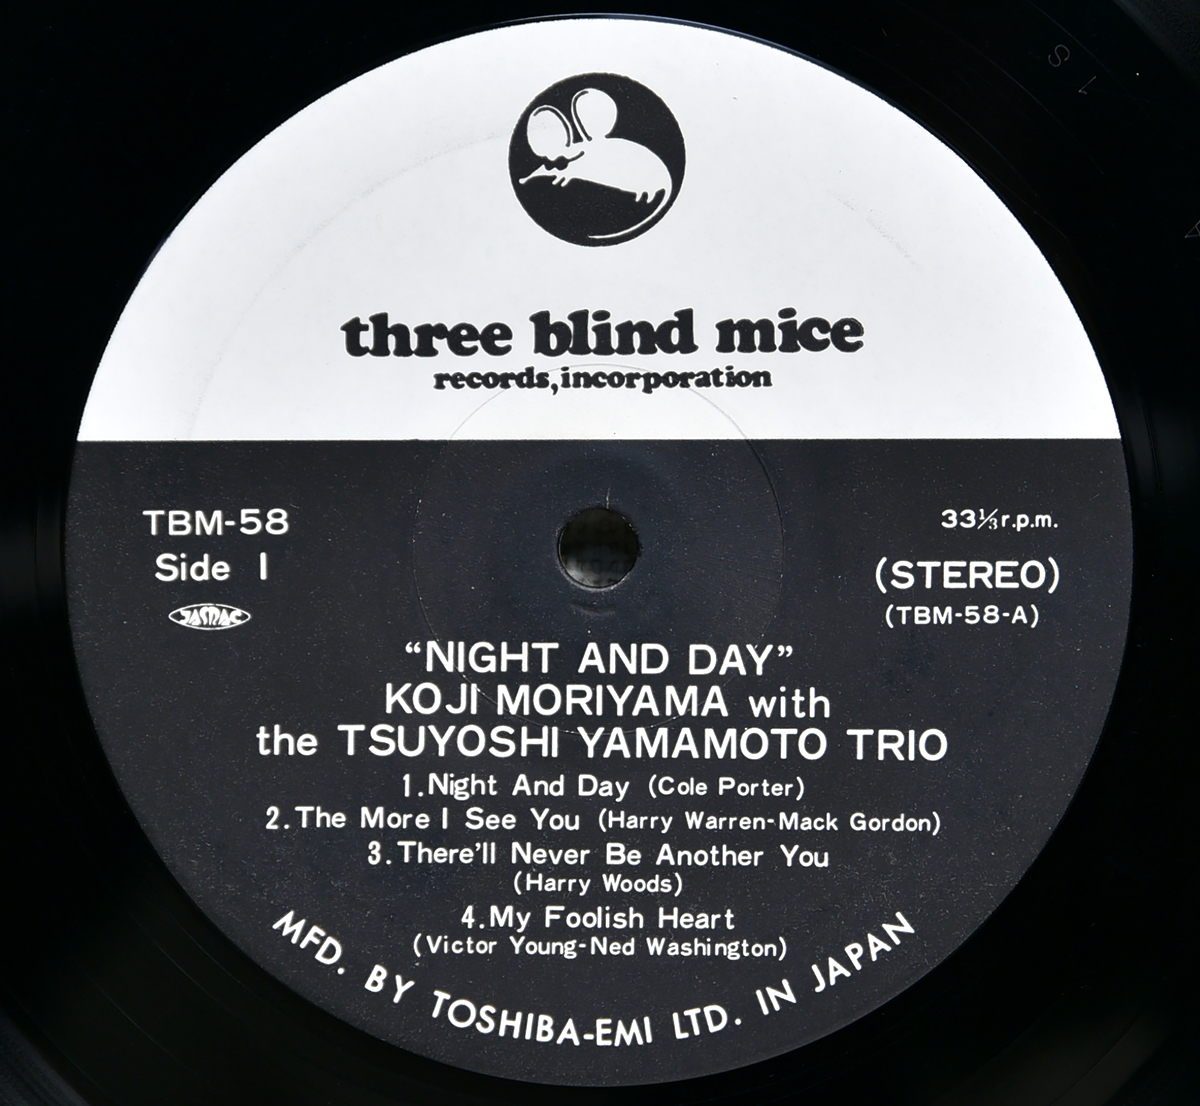 three blind mice
records, incorporation
TBM-58
33⅓ r.p.m.
Side 1
(STEREO)
JASMAC
(TBM-58-A)
“NIGHT AND DAY”
KOJI MORIYAMA with
the TSUYOSHI YAMAMOTO TRIO
1. Night And Day (Cole Porter)
2. The More I See You (Harry Warren-Mack Gordon)
3. There'll Never Be Another You
(Harry Woods)
4. My Foolish Heart
(Victor Young-Ned Washington)
MFD. BY TOSHIBA-EMI LTD. IN JAPAN